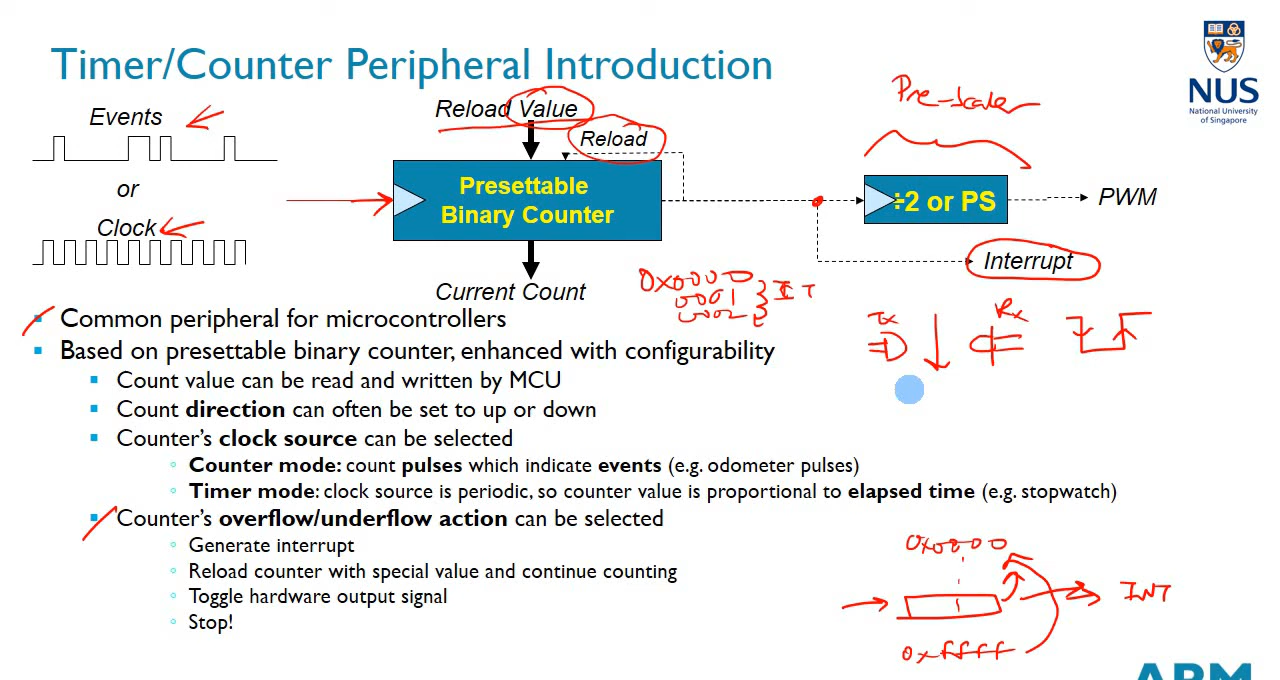 Timer/Counter Peripheral Introduction
NUS
National University
of Singapore
Pre-scaler
Events
Reload Value
Reload
or
Presettable
Binary Counter
÷2 or PS
PWM
Clock
Interrupt
Current Count
0x0000
0001
0002
INT
Tx
Rx
Common peripheral for microcontrollers
Based on presettable binary counter, enhanced with configurability
Count value can be read and written by MCU
Count direction can often be set to up or down
Counter's clock source can be selected
Counter mode: count pulses which indicate events (e.g. odometer pulses)
Timer mode: clock source is periodic, so counter value is proportional to elapsed time (e.g. stopwatch)
Counter's overflow/underflow action can be selected
Generate interrupt
Reload counter with special value and continue counting
Toggle hardware output signal
Stop!
0x0000
INT
0xffff
ARM